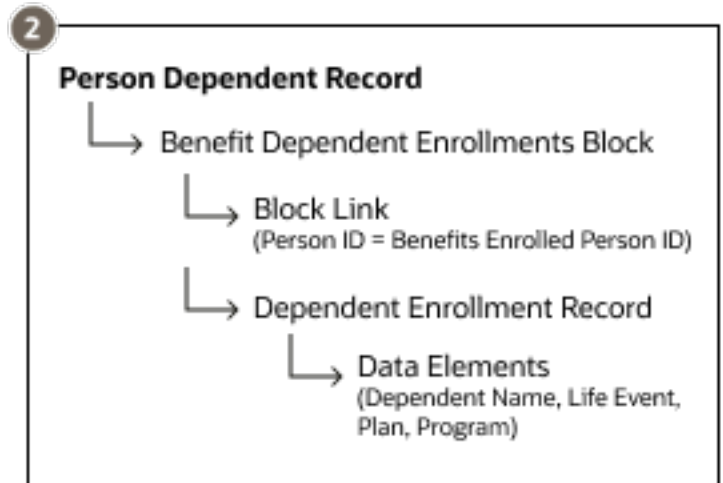 2
Person Dependent Record
Benefit Dependent Enrollments Block
Block Link
(Person ID = Benefits Enrolled Person ID)
Dependent Enrollment Record
Data Elements
(Dependent Name, Life Event,
Plan, Program)